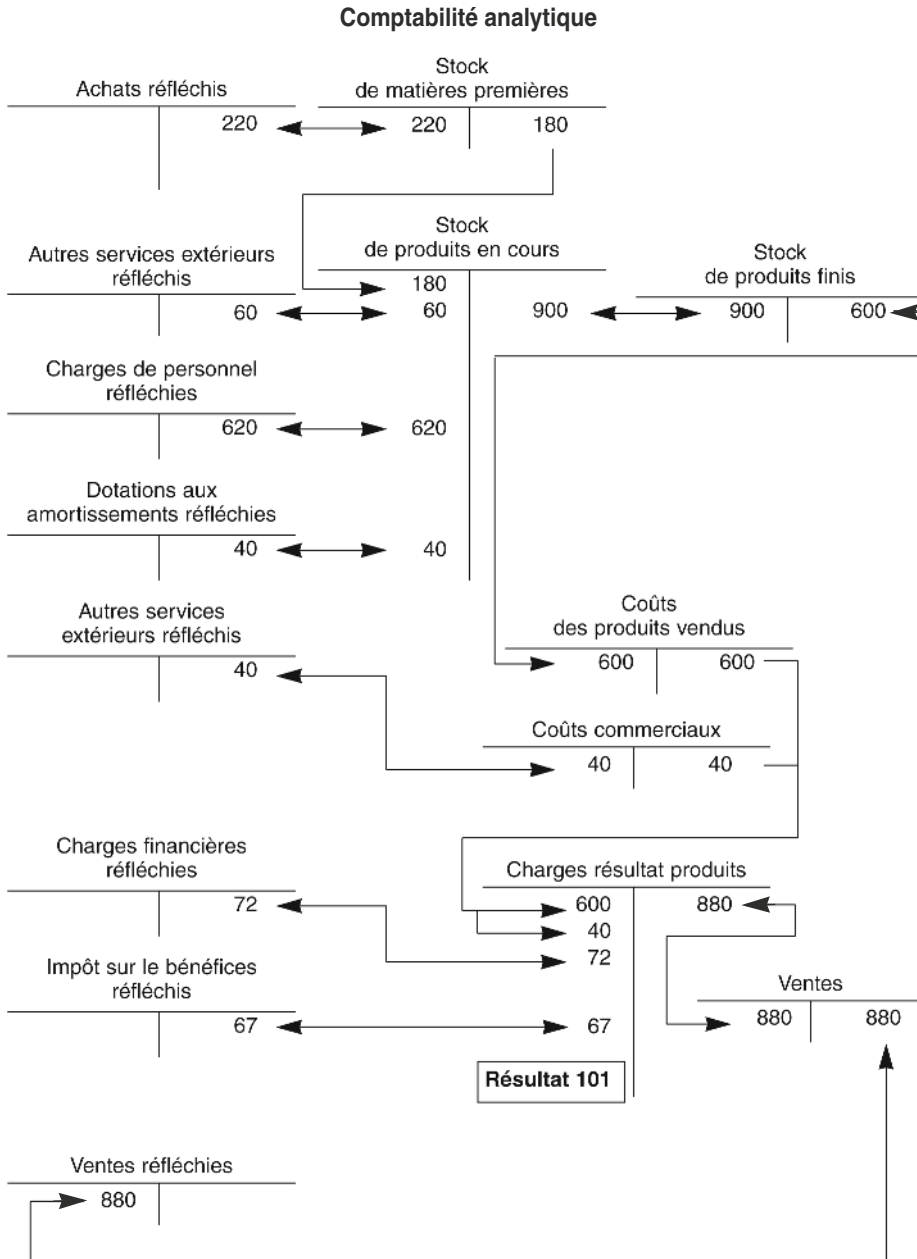 Comptabilité analytique
Achats réfléchis
Stock
de matières premières
220
220
180
Autres services extérieurs
réfléchis
Stock
de produits en cours
Stock
de produits finis
180
60
60
900
900
600
Charges de personnel
réfléchies
620
620
Dotations aux
amortissements réfléchies
40
40
Autres services
extérieurs réfléchis
Coûts
des produits vendus
40
600
600
Coûts commerciaux
40
40
Charges financières
réfléchies
Charges résultat produits
72
600
880
40
72
Impôt sur le bénéfices
réfléchis
Ventes
67
67
880
880
Résultat 101
Ventes réfléchies
880